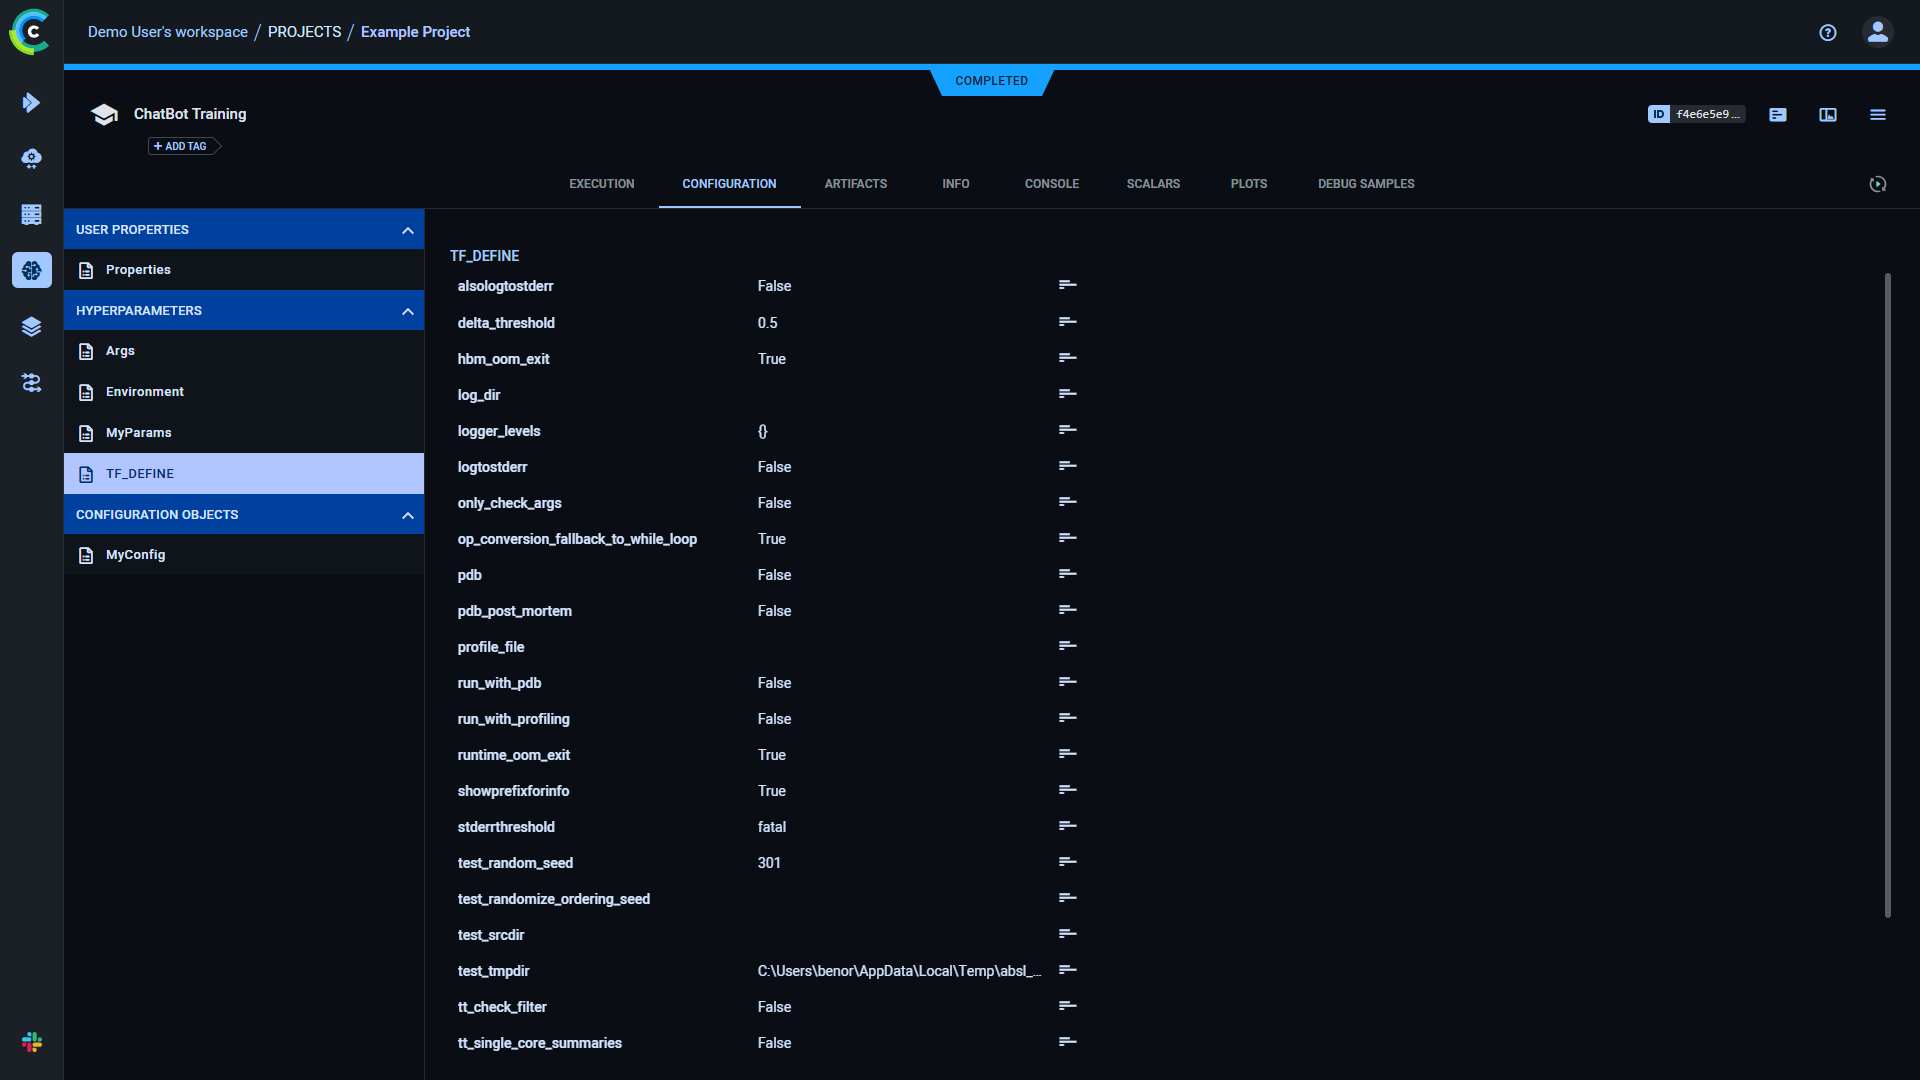 Demo User's workspace / PROJECTS / Example Project
COMPLETED
ChatBot Training
ID f4e6e5e9...
+ ADD TAG
EXECUTION CONFIGURATION ARTIFACTS INFO CONSOLE SCALARS PLOTS DEBUG SAMPLES
USER PROPERTIES
Properties
HYPERPARAMETERS
Args
Environment
MyParams
TF_DEFINE
CONFIGURATION OBJECTS
MyConfig
TF_DEFINE
alsologtostderr False
delta_threshold 0.5
hbm_oom_exit True
log_dir
logger_levels {}
logtostderr False
only_check_args False
op_conversion_fallback_to_while_loop True
pdb False
pdb_post_mortem False
profile_file
run_with_pdb False
run_with_profiling False
runtime_oom_exit True
showprefixforinfo True
stderrthreshold fatal
test_random_seed 301
test_randomize_ordering_seed
test_srcdir
test_tmpdir C:\Users\benor\AppData\Local\Temp\absl_...
tt_check_filter False
tt_single_core_summaries False